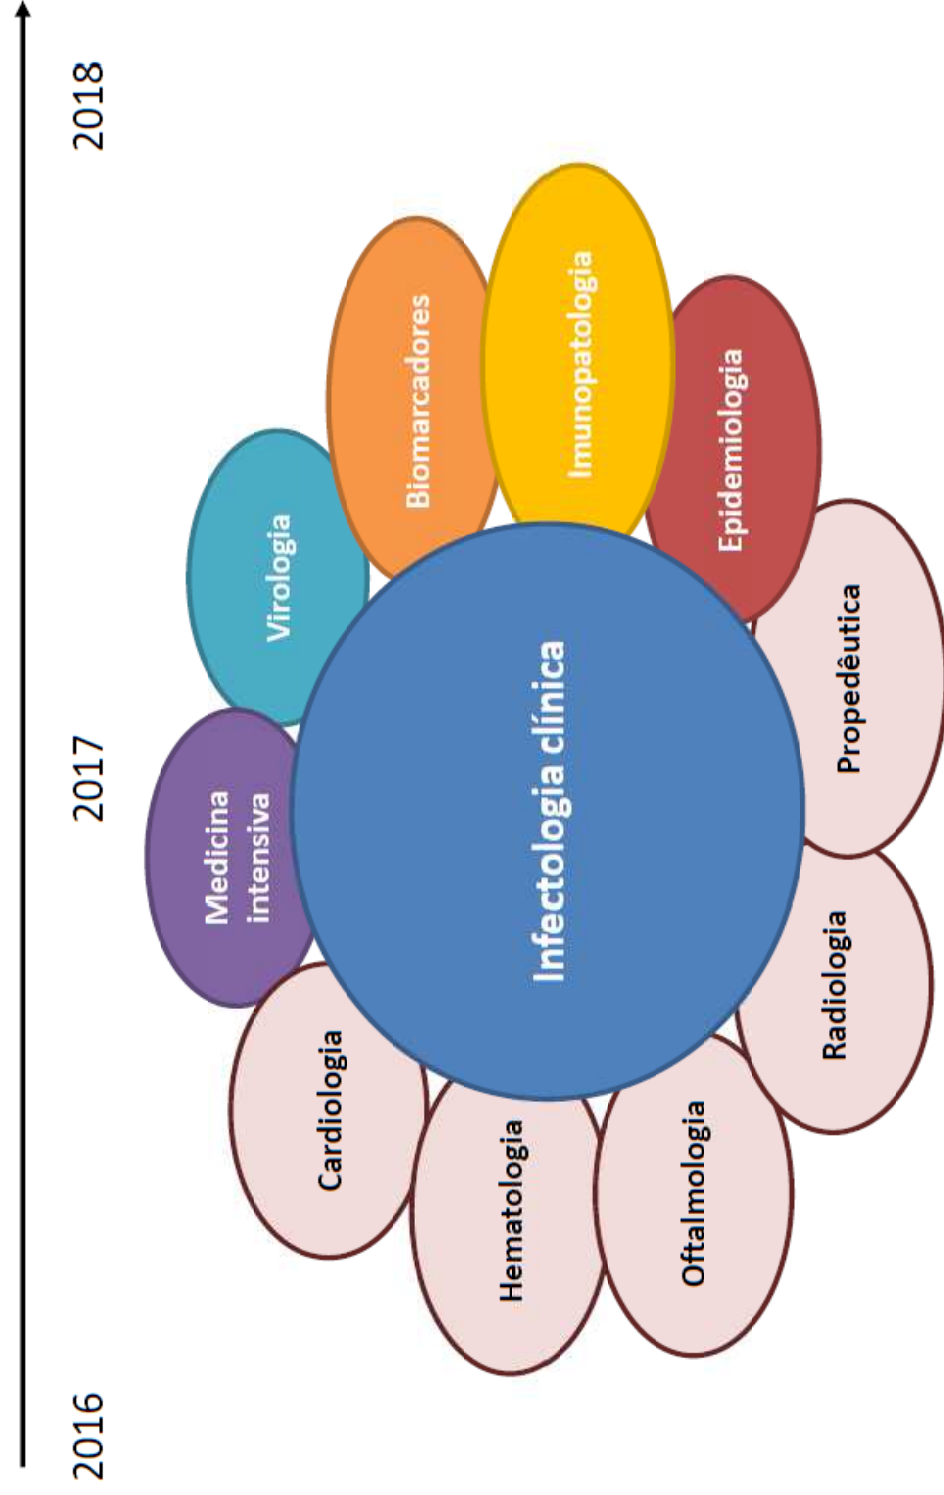 2016
2017
2018
Medicina
intensiva
Virologia
Cardiologia
Biomarcadores
Hematologia
Infectologia clínica
Imunopatologia
Oftalmologia
Epidemiologia
Radiologia
Propedêutica